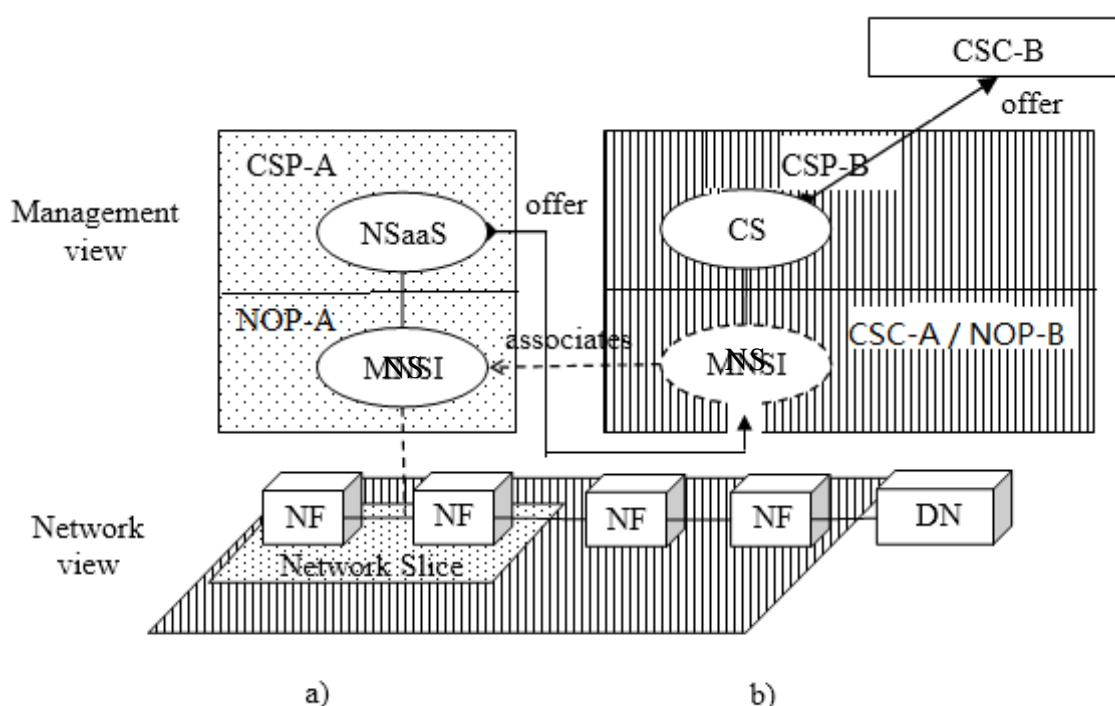 CSC-B
offer
CSP-A
CSP-B
Management
view
offer
NSaaS
CS
NOP-A
CSC-A / NOP-B
associates
NF
NF
NF
NF
DN
Network
view
Network Slice
a)
b)